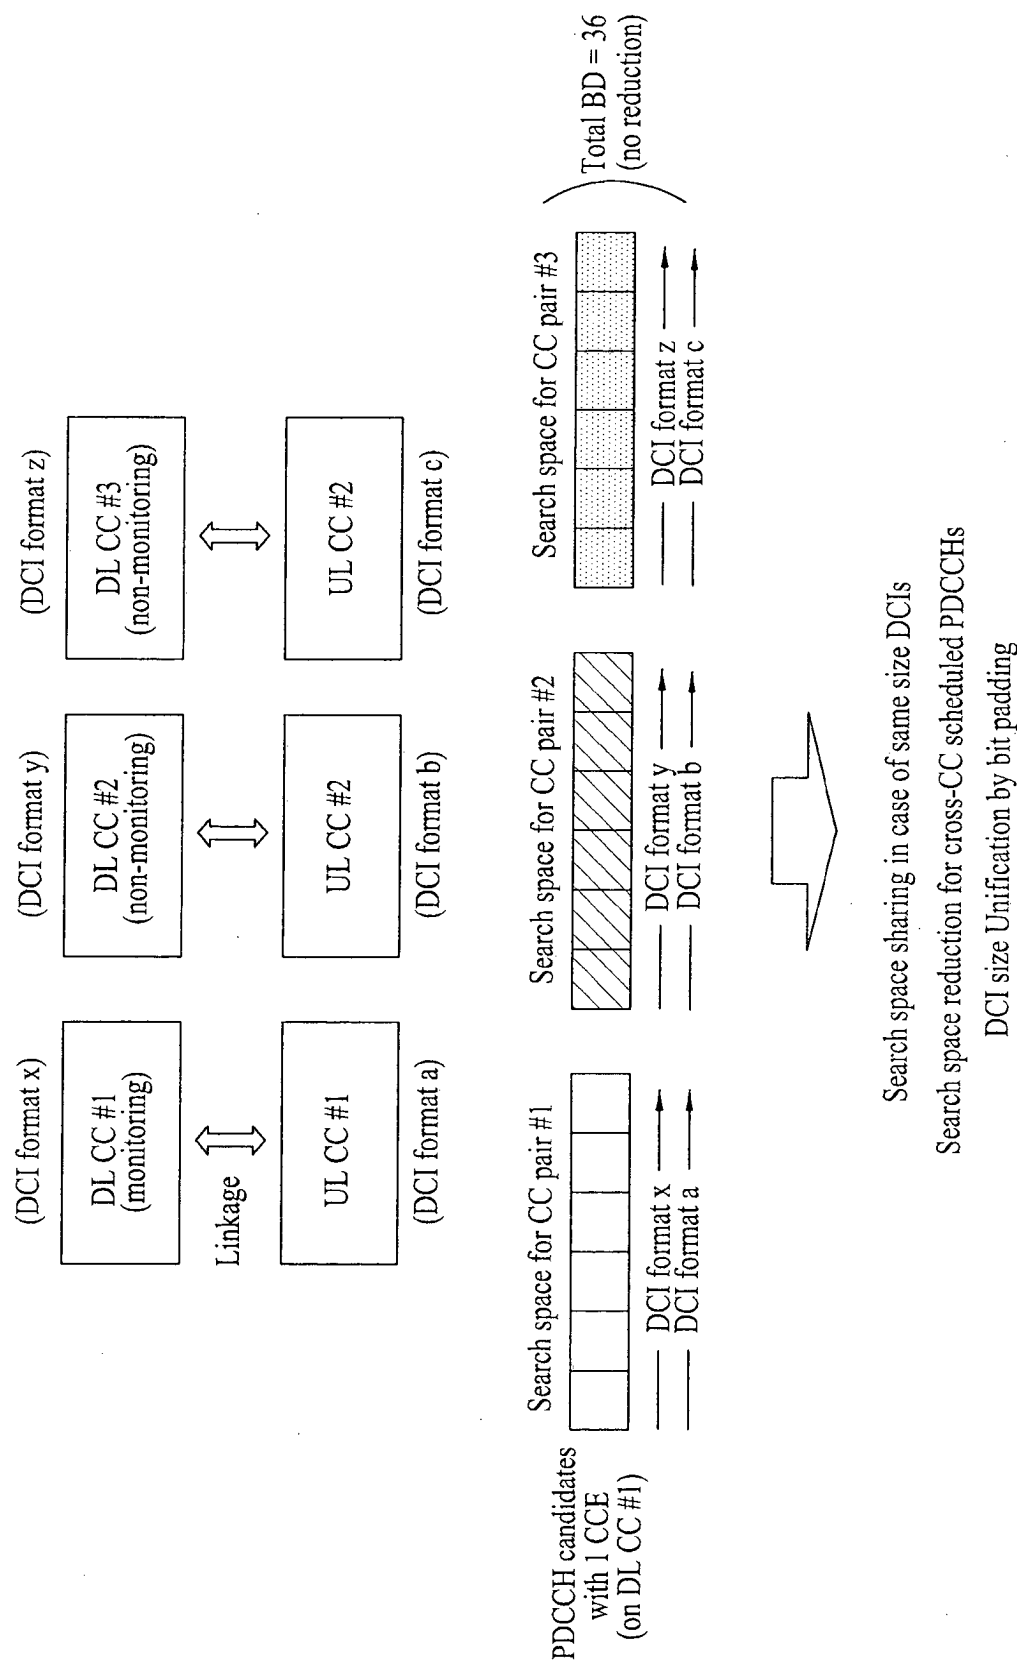 (DCI format x)
(DCI format y)
(DCI format z)
DL CC #1
(monitoring)
DL CC #2
(non-monitoring)
DL CC #3
(non-monitoring)
Linkage
UL CC #1
UL CC #2
UL CC #2
(DCI format a)
(DCI format b)
(DCI format c)
Search space for CC pair #1
Search space for CC pair #2
Search space for CC pair #3
PDCCH candidates
with 1 CCE
(on DL CC #1)
DCI format x
DCI format a
DCI format y
DCI format b
DCI format z
DCI format c
Total BD = 36
(no reduction)
Search space sharing in case of same size DCIs
Search space reduction for cross-CC scheduled PDCCHs
DCI size Unification by bit padding